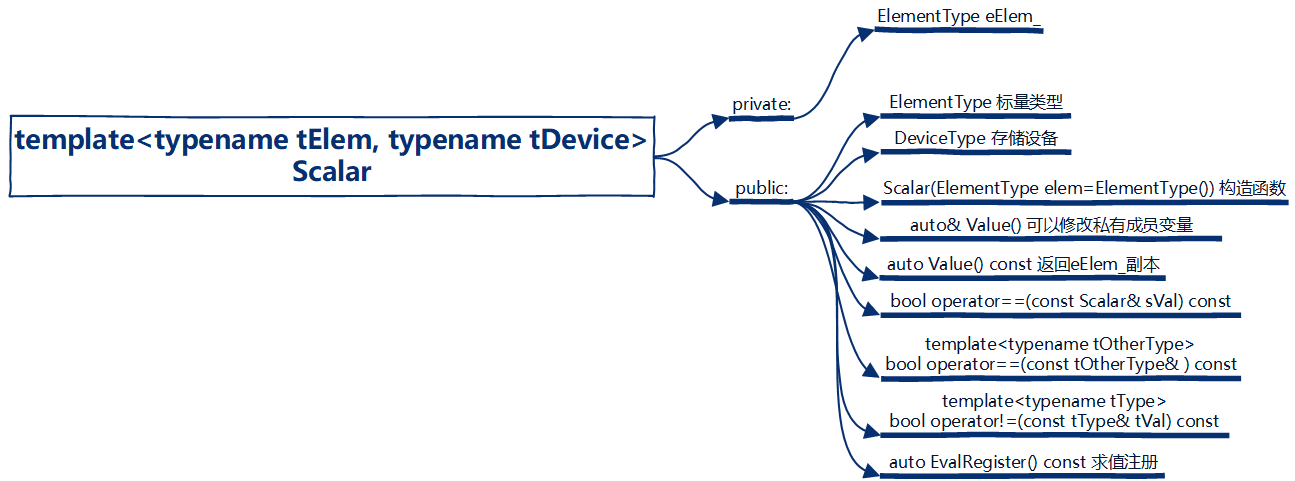 template<typename tElem, typename tDevice>
Scalar
private:
ElementType eElem_
public:
ElementType 标量类型
DeviceType 存储设备
Scalar(ElementType elem=ElementType()) 构造函数
auto& Value() 可以修改私有成员变量
auto Value() const 返回eElem_副本
bool operator==(const Scalar& sVal) const
template<typename tOtherType>
bool operator==(const tOtherType& ) const
template<typename tType>
bool operator!=(const tType& tVal) const
auto EvalRegister() const 求值注册